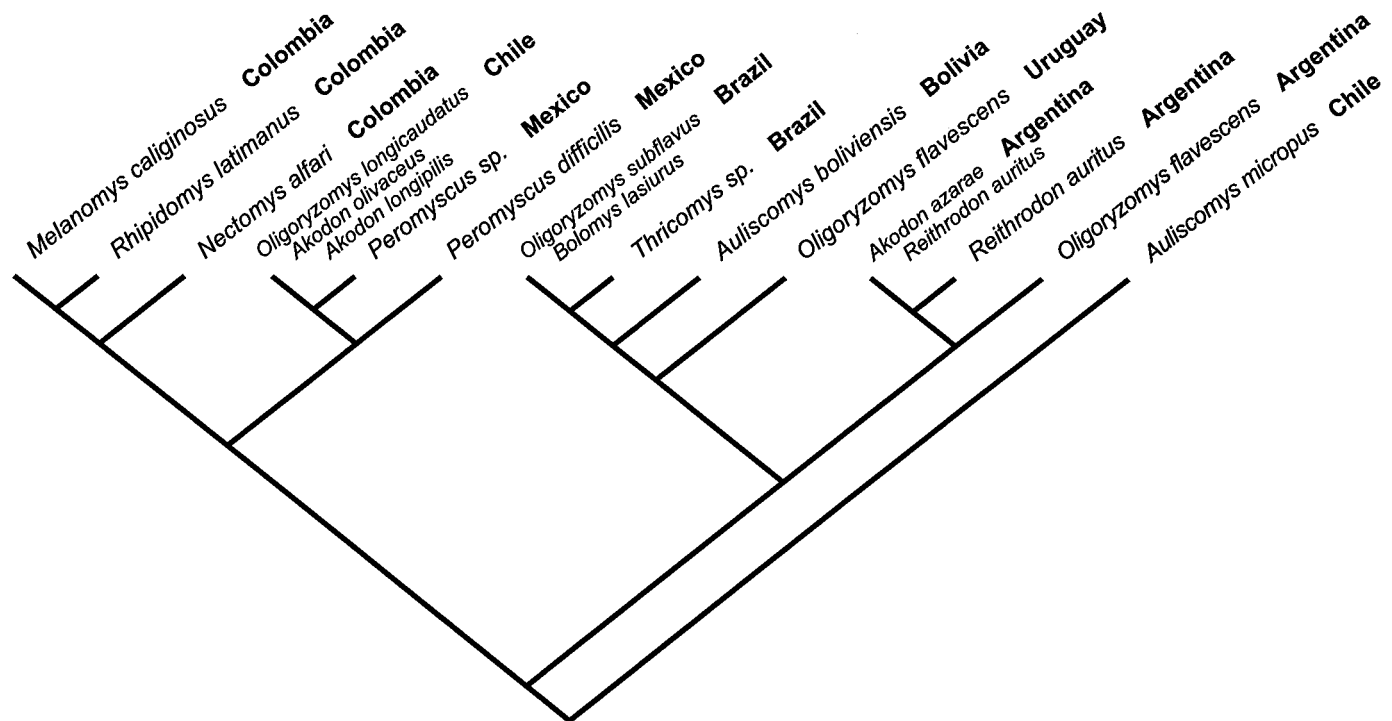 Melanomys caliginosus Colombia
Rhipidomys latimanus Colombia
Nectomys alfari Colombia
Oligoryzomys longicaudatus Chile
Akodon olivaceus
Akodon longipilis
Peromyscus sp. Mexico
Peromyscus difficilis Mexico
Oligoryzomys subflavus Brazil
Bolomys lasiurus
Thricomys sp. Brazil
Auliscomys boliviensis Bolivia
Oligoryzomys flavescens Uruguay
Akodon azarae Argentina
Reithrodon auritus
Reithrodon auritus Argentina
Oligoryzomys flavescens Argentina
Auliscomys micropus Chile